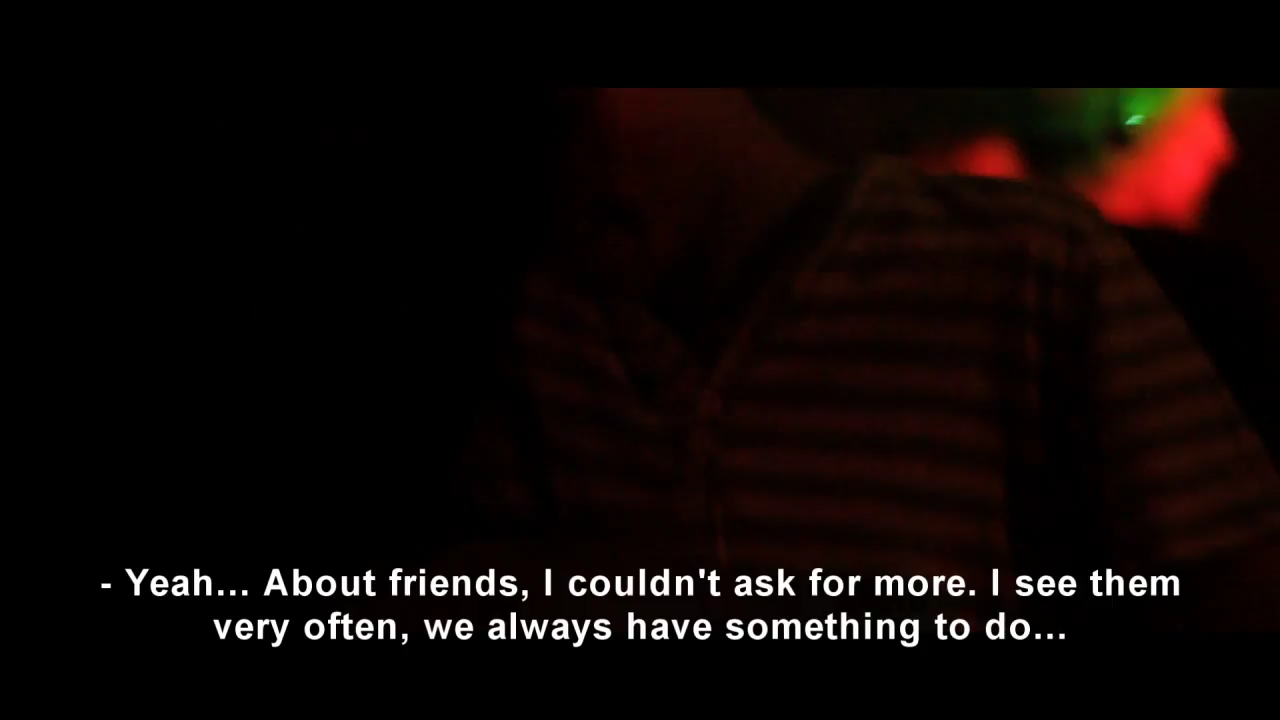 - Yeah... About friends, I couldn't ask for more. I see them
very often, we always have something to do...